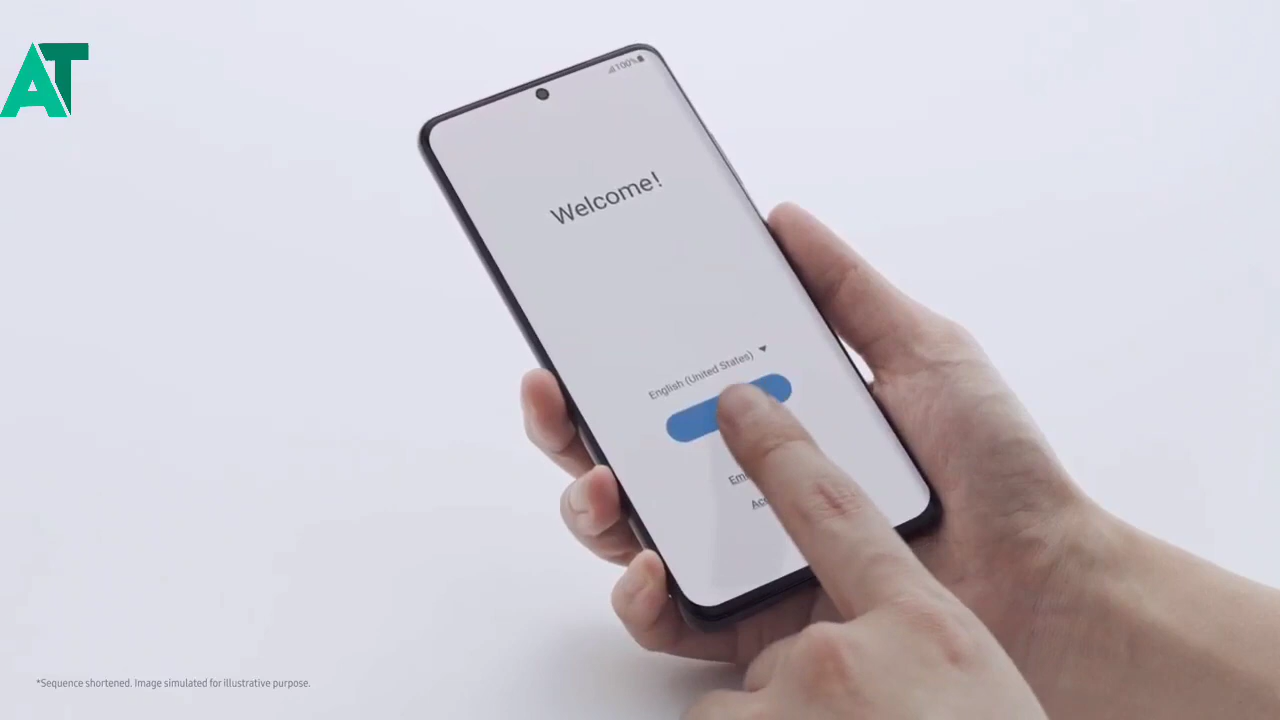 AT
100%
Welcome!
English (United States)
*Sequence shortened. Image simulated for illustrative purpose.